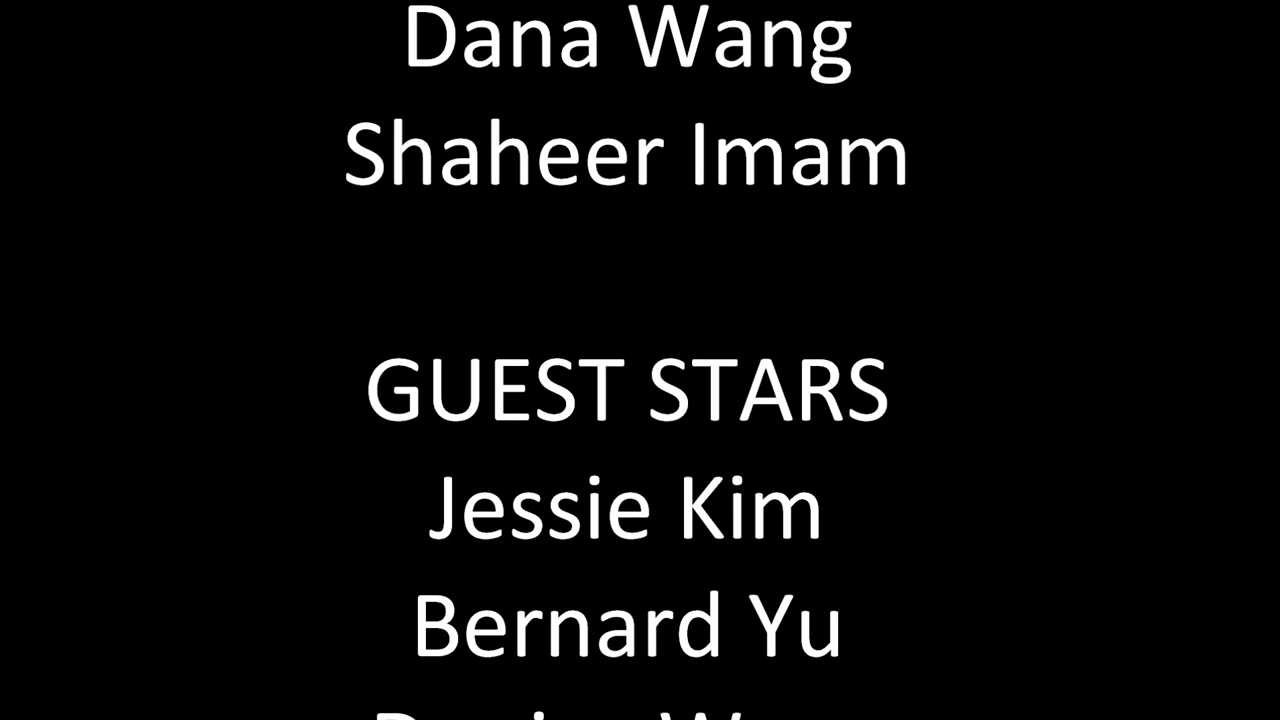 Dana Wang
Shaheer Imam
GUEST STARS
Jessie Kim
Bernard Yu